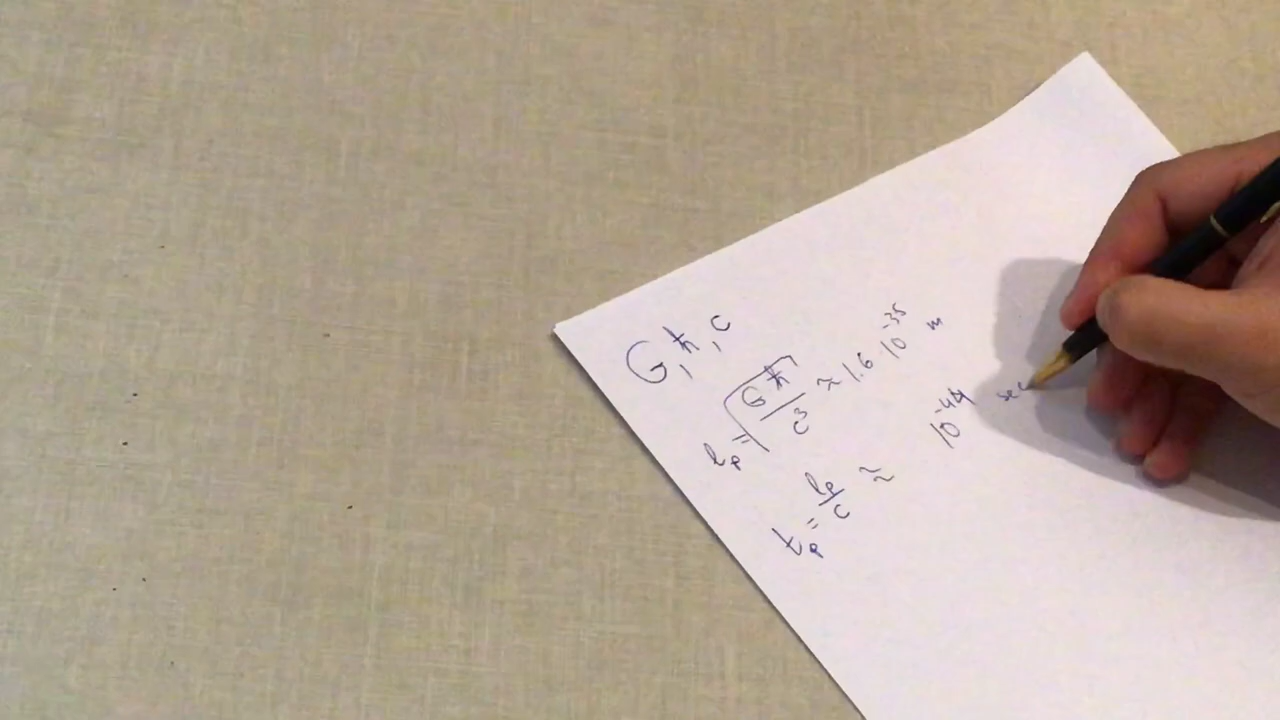 G, ħ, c
lₚ = √(Għ/c³) ≈ 1.6 10⁻³⁵ m
tₚ = lₚ/c ≈ 10⁻⁴⁴ sec